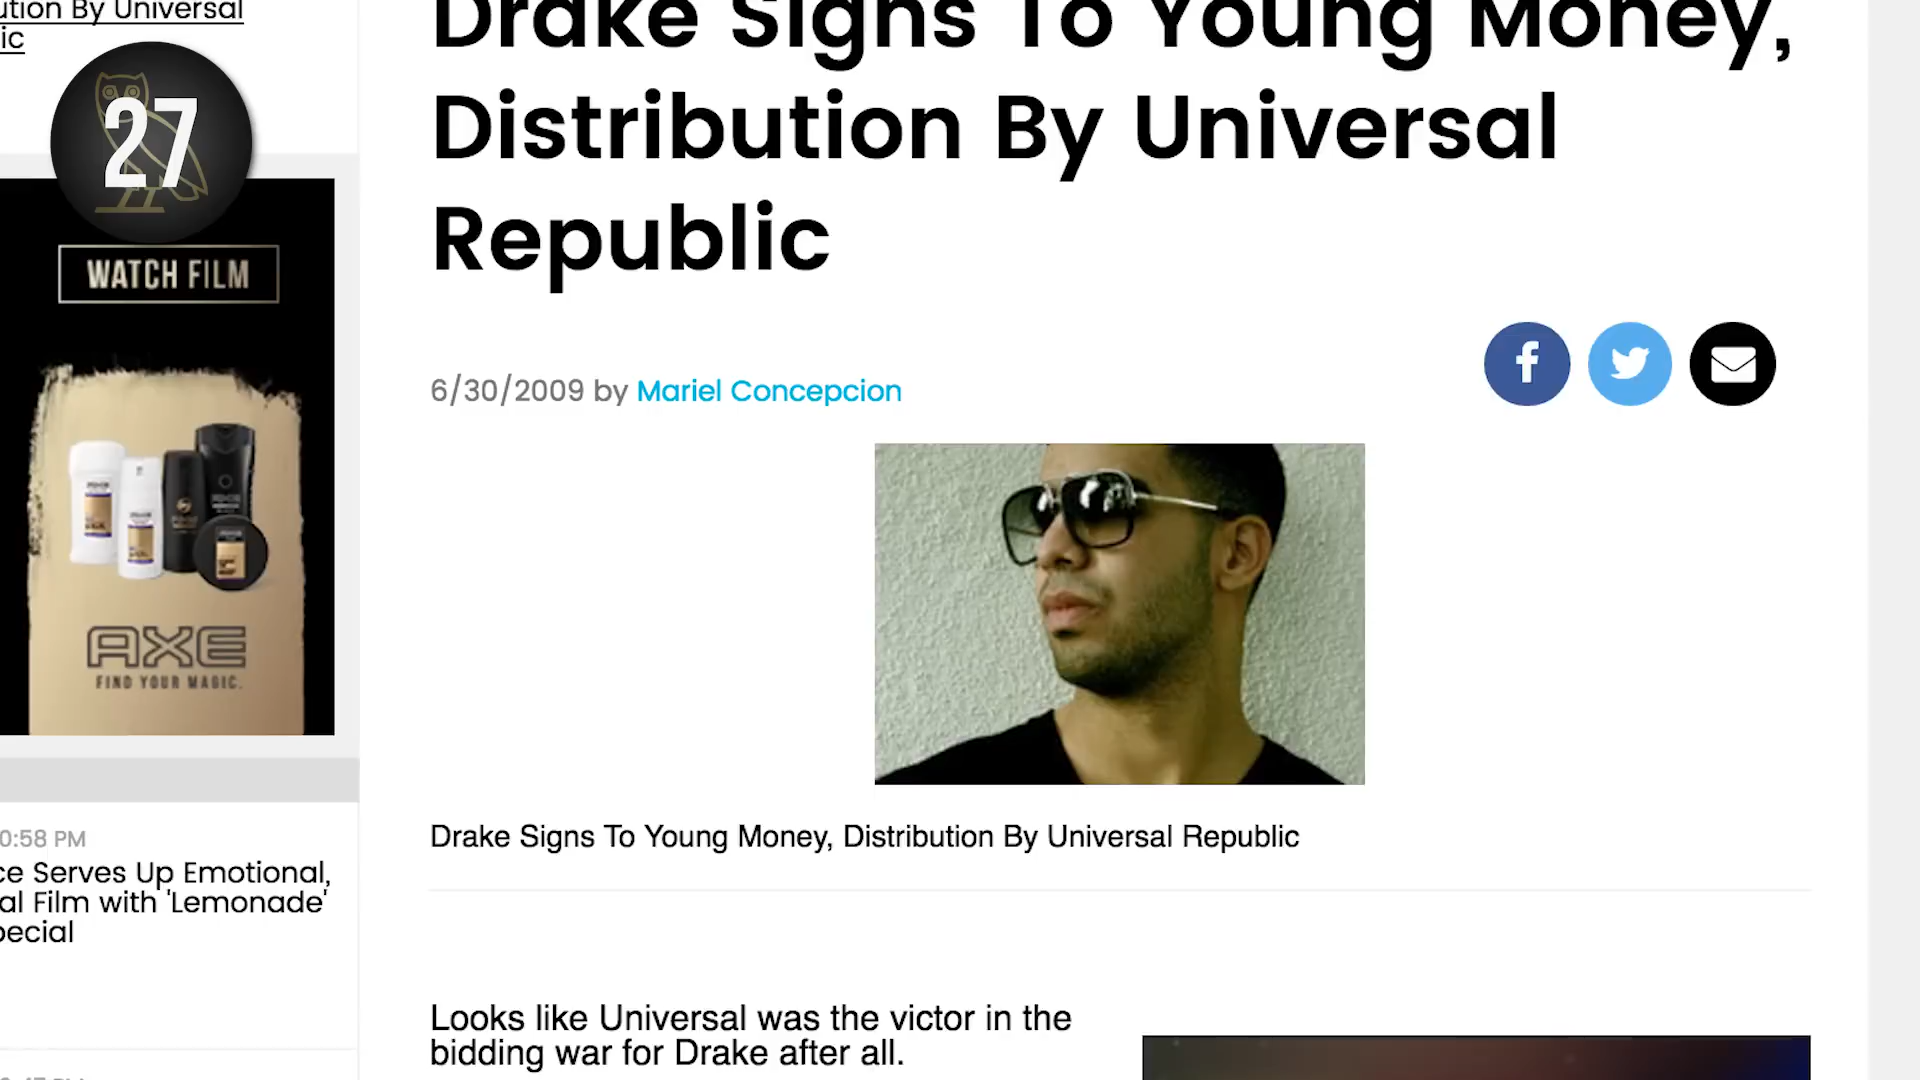 ution By Universal
ic
27
WATCH FILM
AXE
FIND YOUR MAGIC.
0:58 PM
ce Serves Up Emotional,
al Film with 'Lemonade'
pecial
Drake Signs To Young Money,
Distribution By Universal
Republic
6/30/2009 by Mariel Concepcion
Drake Signs To Young Money, Distribution By Universal Republic
Looks like Universal was the victor in the
bidding war for Drake after all.